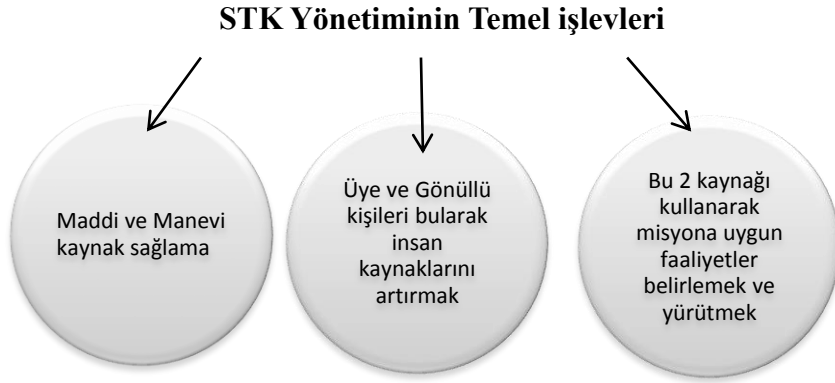 STK Yönetiminin Temel işlevleri
Maddi ve Manevi
kaynak sağlama
Üye ve Gönüllü
kişileri bularak
insan
kaynaklarını
artırmak
Bu 2 kaynağı
kullanarak
misyona uygun
faaliyetler
belirlemek ve
yürütmek